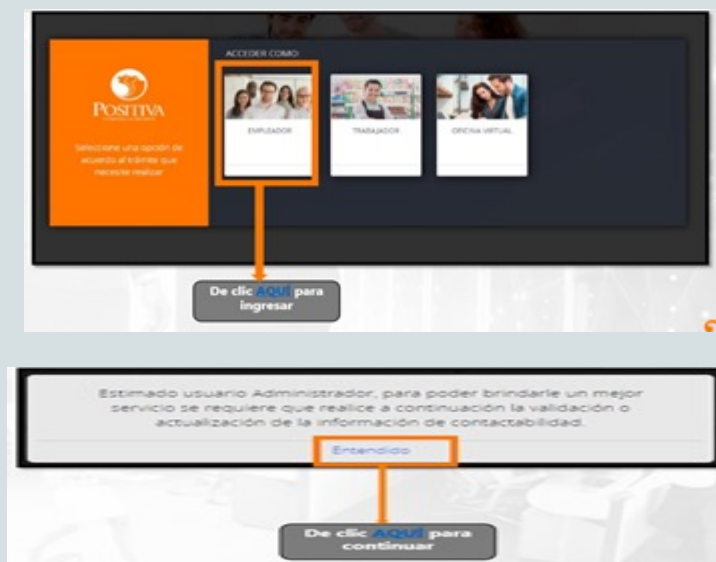 ACCEDER COMO:
POSITIVA
Seleccione una opción de
acuerdo al trámite que
necesite realizar
EMPLEADOR
TRABAJADOR
OFICINA VIRTUAL
De clic AQUÍ para
ingresar
Estimado usuario Administrador, para poder brindarle un mejor
servicio se requiere que realice a continuación la validación o
actualización de la información de contactabilidad.
Entendido
De clic AQUÍ para
continuar